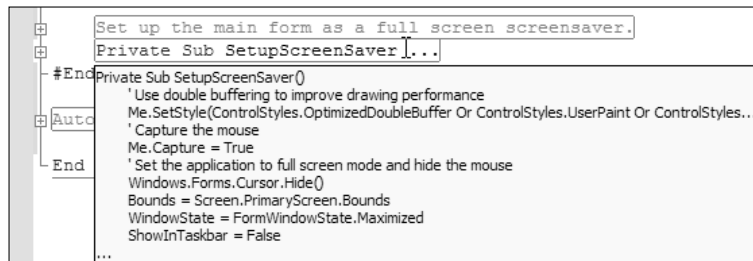 Set up the main form as a full screen screensaver.
Private Sub SetupScreenSaver ...
#End
Private Sub SetupScreenSaver()
' Use double buffering to improve drawing performance
Me.SetStyle(ControlStyles.OptimizedDoubleBuffer Or ControlStyles.UserPaint Or ControlStyles...
' Capture the mouse
Me.Capture = True
' Set the application to full screen mode and hide the mouse
Windows.Forms.Cursor.Hide()
Bounds = Screen.PrimaryScreen.Bounds
WindowState = FormWindowState.Maximized
ShowInTaskbar = False
...
Auto
End